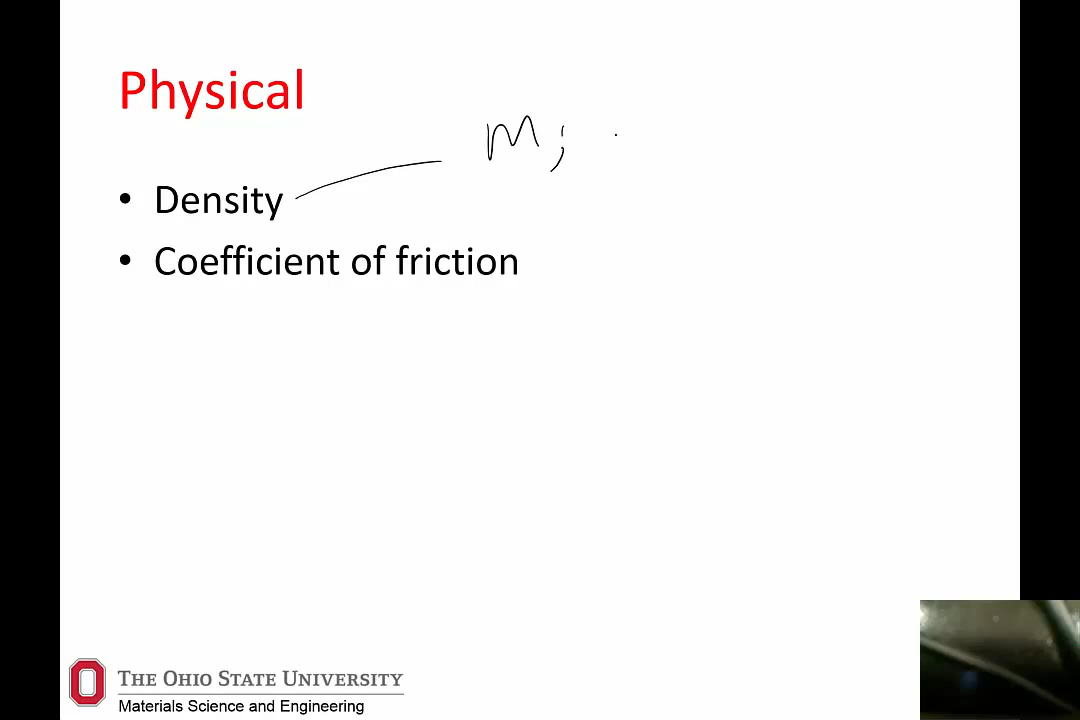 Physical
m;
• Density
• Coefficient of friction
THE OHIO STATE UNIVERSITY
Materials Science and Engineering